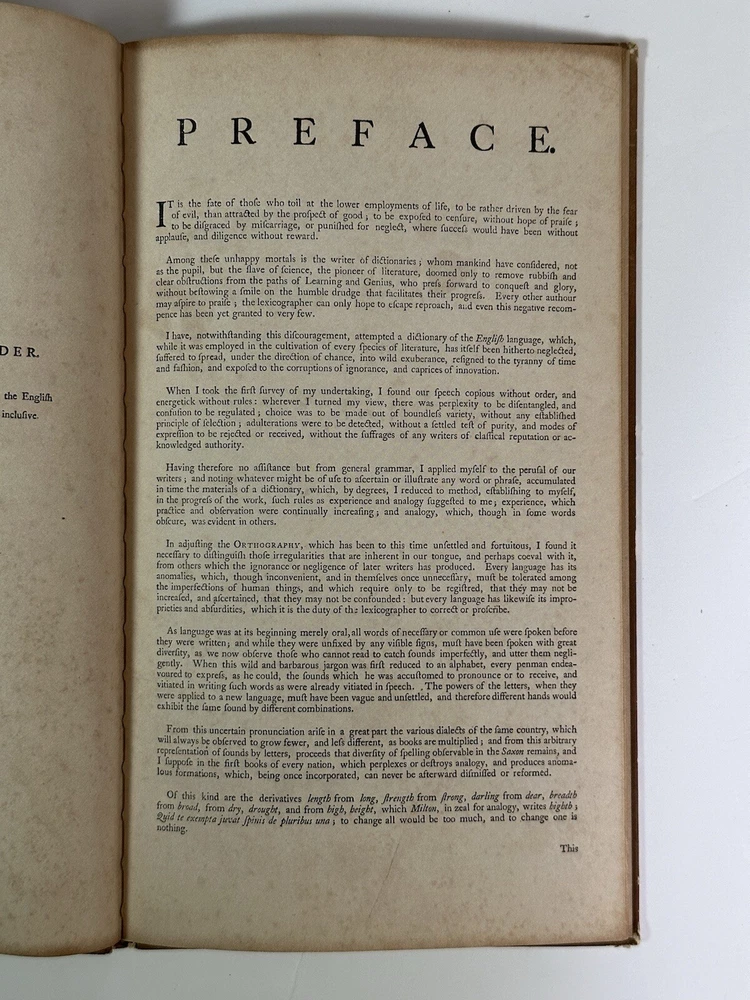 DER.
the Engliſh
incluſive.
PREFACE.
IT is the fate of thoſe who toil at the lower employments of life, to be rather driven by the fear
of evil, than attracted by the proſpect of good; to be expoſed to cenſure, without hope of praiſe;
to be diſgraced by miſcarriage, or puniſhed for neglect, where ſucceſs would have been without
applauſe, and diligence without reward.
Among theſe unhappy mortals is the writer of dictionaries; whom mankind have conſidered, not
as the pupil, but the ſlave of ſcience, the pioneer of literature, doomed only to remove rubbiſh and
clear obſtructions from the paths of Learning and Genius, who preſs forward to conqueſt and glory,
without beſtowing a ſmile on the humble drudge that facilitates their progreſs. Every other authour
may aſpire to praiſe; the lexicographer can only hope to eſcape reproach, and even this negative recom-
pence has been yet granted to very few.
I have, notwithſtanding this diſcouragement, attempted a dictionary of the Engliſh language, which,
while it was employed in the cultivation of every ſpecies of literature, has itſelf been hitherto neglected,
ſuffered to ſpread, under the direction of chance, into wild exuberance, reſigned to the tyranny of time
and faſhion, and expoſed to the corruptions of ignorance, and caprices of innovation.
When I took the firſt ſurvey of my undertaking, I found our ſpeech copious without order, and
energetick without rules: wherever I turned my view, there was perplexity to be diſentangled, and
confuſion to be regulated; choice was to be made out of boundleſs variety, without any eſtabliſhed
principle of ſelection; adulterations were to be detected, without a ſettled teſt of purity, and modes of
expreſſion to be rejected or received, without the ſuffrages of any writers of claſſical reputation or ac-
knowledged authority.
Having therefore no aſſiſtance but from general grammar, I applied myſelf to the peruſal of our
writers; and noting whatever might be of uſe to aſcertain or illuſtrate any word or phraſe, accumulated
in time the materials of a dictionary, which, by degrees, I reduced to method, eſtabliſhing to myſelf,
in the progreſs of the work, ſuch rules as experience and analogy ſuggeſted to me; experience, which
practice and obſervation were continually increaſing; and analogy, which, though in ſome words
obſcure, was evident in others.
In adjuſting the ORTHOGRAPHY, which has been to this time unſettled and fortuitous, I found it
neceſſary to diſtinguiſh thoſe irregularities that are inherent in our tongue, and perhaps coeval with it,
from others which the ignorance or negligence of later writers has produced. Every language has its
anomalies, which, though inconvenient, and in themſelves once unneceſſary, muſt be tolerated among
the imperfections of human things, and which require only to be regiſtred, that they may not be
increaſed, and aſcertained, that they may not be confounded: but every language has likewiſe its impro-
prieties and abſurdities, which it is the duty of the lexicographer to correct or proſcribe.
As language was at its beginning merely oral, all words of neceſſary or common uſe were ſpoken before
they were written; and while they were unfixed by any viſible ſigns, muſt have been ſpoken with great
diverſity, as we now obſerve thoſe who cannot read to catch ſounds imperfectly, and utter them negli-
gently. When this wild and barbarous jargon was firſt reduced to an alphabet, every penman endea-
voured to expreſs, as he could, the ſounds which he was accuſtomed to pronounce or to receive, and
vitiated in writing ſuch words as were already vitiated in ſpeech. The powers of the letters, when they
were applied to a new language, muſt have been vague and unſettled, and therefore different hands would
exhibit the ſame ſound by different combinations.
From this uncertain pronunciation ariſe in a great part the various dialects of the ſame country, which
will always be obſerved to grow fewer, and leſs different, as books are multiplied; and from this arbitrary
repreſentation of ſounds by letters, proceeds that diverſity of ſpelling obſervable in the Saxon remains, and
I ſuppoſe in the firſt books of every nation, which perplexes or deſtroys analogy, and produces anoma-
lous formations, which, being once incorporated, can never be afterward diſmiſſed or reformed.
Of this kind are the derivatives length from long, ſtrength from ſtrong, darling from dear, breadth
from broad, from dry, drought, and from high, height, which Milton, in zeal for analogy, writes highth;
Quid te exempta juvat ſpinis de pluribus una; to change all would be too much, and to change one is
nothing.
This